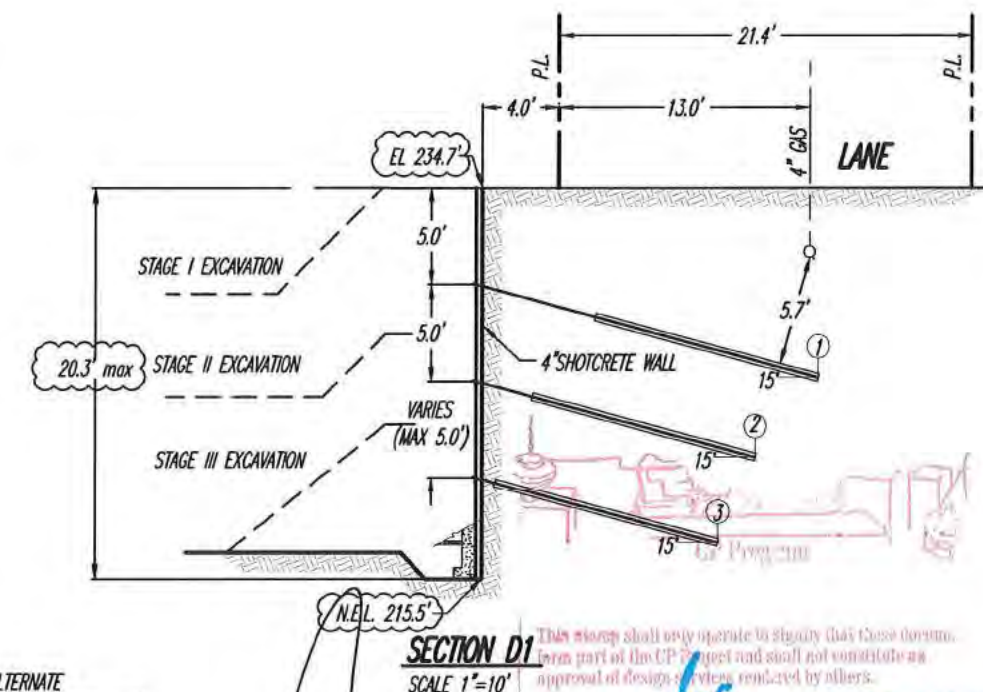 21.4'
P.L.
P.L.
4.0'
13.0'
4" GAS
LANE
EL 234.7'
5.0'
STAGE I EXCAVATION
5.7'
5.0'
1
4" SHOTCRETE WALL
15'
20.3' max
STAGE II EXCAVATION
VARIES
(MAX 5.0')
2
15'
STAGE III EXCAVATION
3
15'
CP Program
N.E.L. 215.5'
SECTION D1
SCALE 1"=10'
This stamp shall only operate to signify that these
form part of the CP Project and shall not constitute an
approval of design services rendered by others.
LTERNATE